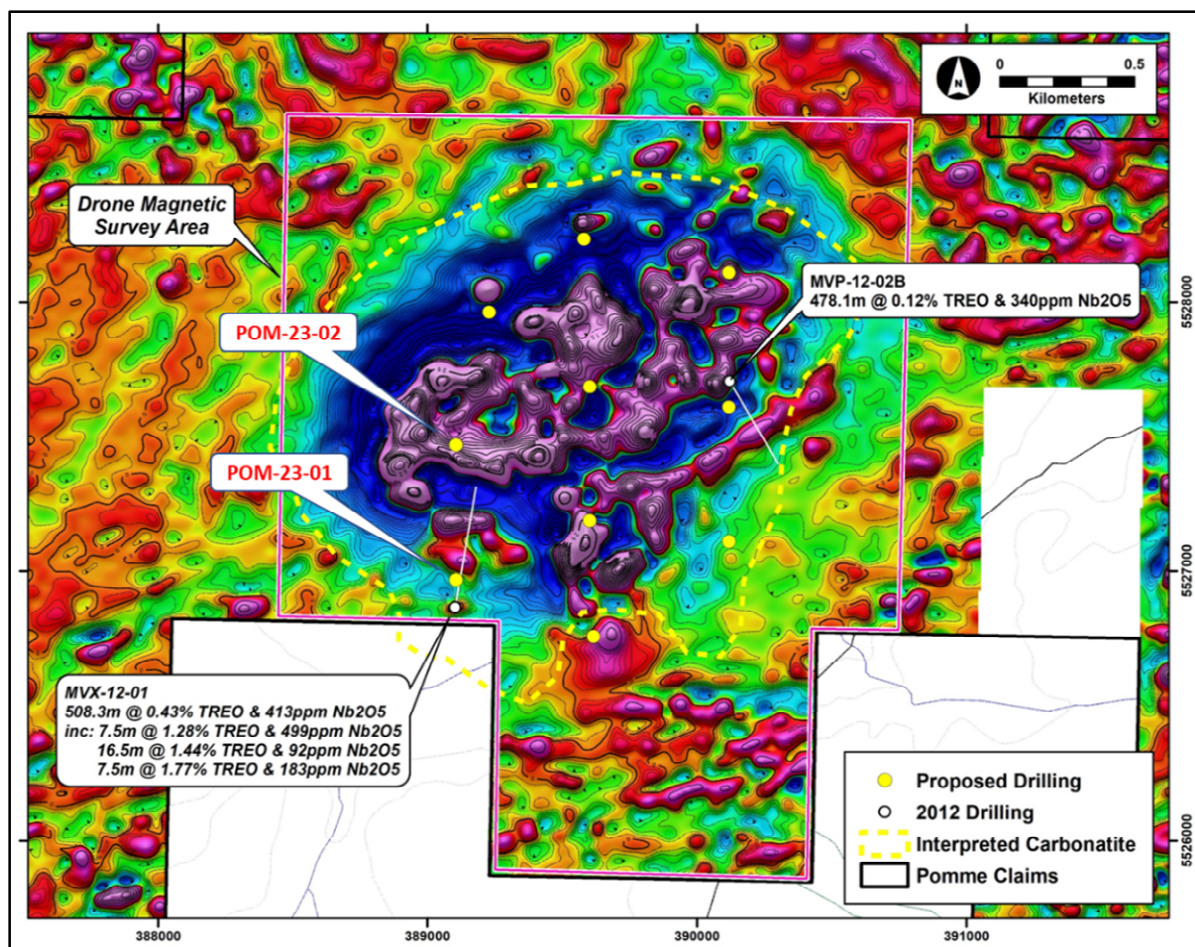 N
0 0.5
Kilometers
Drone Magnetic
Survey Area
MVP-12-02B
478.1m @ 0.12% TREO & 340ppm Nb2O5
5528000
POM-23-02
POM-23-01
5527000
MVX-12-01
508.3m @ 0.43% TREO & 413ppm Nb2O5
inc: 7.5m @ 1.28% TREO & 499ppm Nb2O5
16.5m @ 1.44% TREO & 92ppm Nb2O5
7.5m @ 1.77% TREO & 183ppm Nb2O5
Proposed Drilling
2012 Drilling
Interpreted Carbonatite
Pomme Claims
5526000
388000 389000 390000 391000